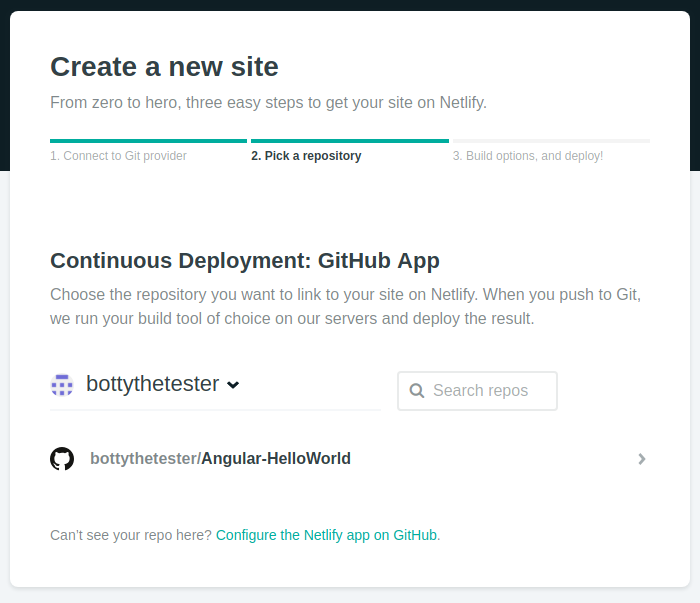 Create a new site
From zero to hero, three easy steps to get your site on Netlify.
1. Connect to Git provider
2. Pick a repository
3. Build options, and deploy!
Continuous Deployment: GitHub App
Choose the repository you want to link to your site on Netlify. When you push to Git,
we run your build tool of choice on our servers and deploy the result.
bottythetester
Search repos
bottythetester/Angular-HelloWorld
Can't see your repo here? Configure the Netlify app on GitHub.